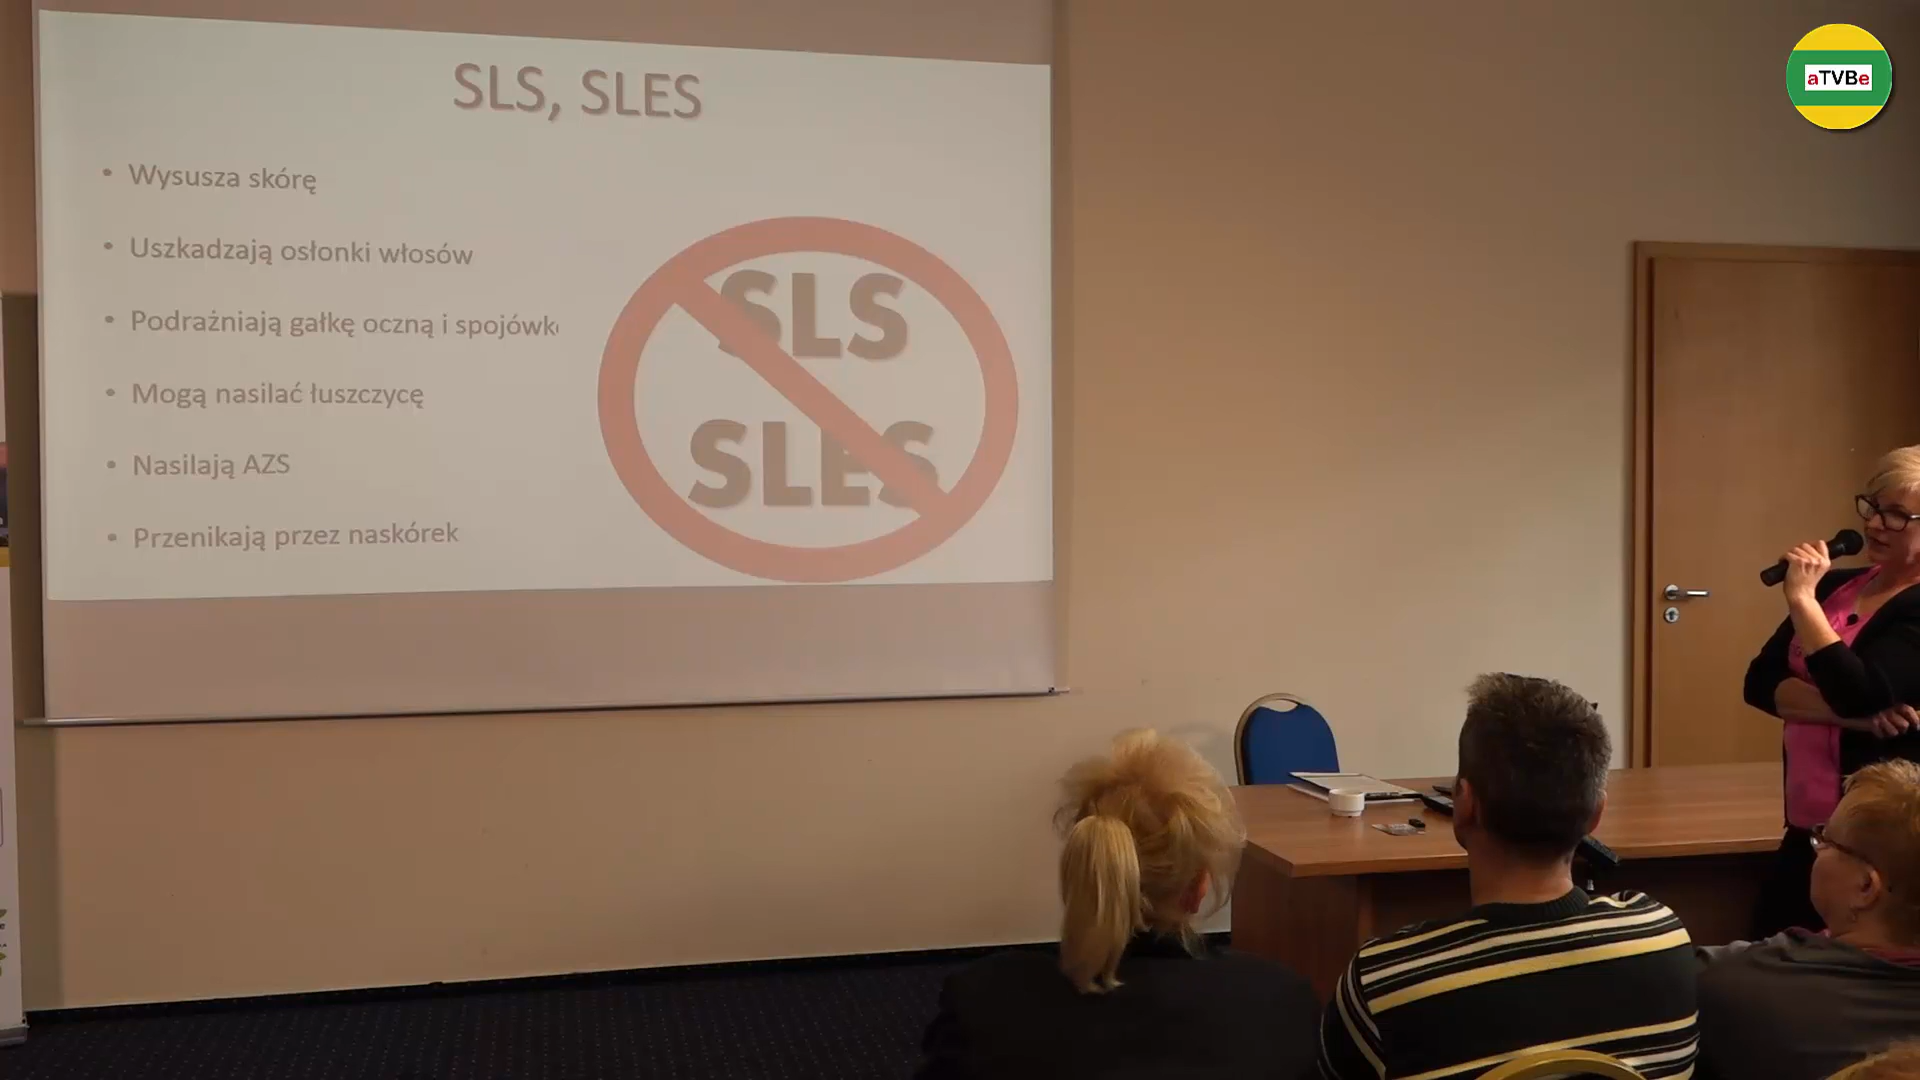 SLS, SLES
• Wysusza skórę
• Uszkadzają osłonki włosów
• Podrażniają gałkę oczną i
• Mogą nasilać łuszczycę
• Nasilają AZS
• Przenikają przez naskórek
SLS
SLES
aTVBe